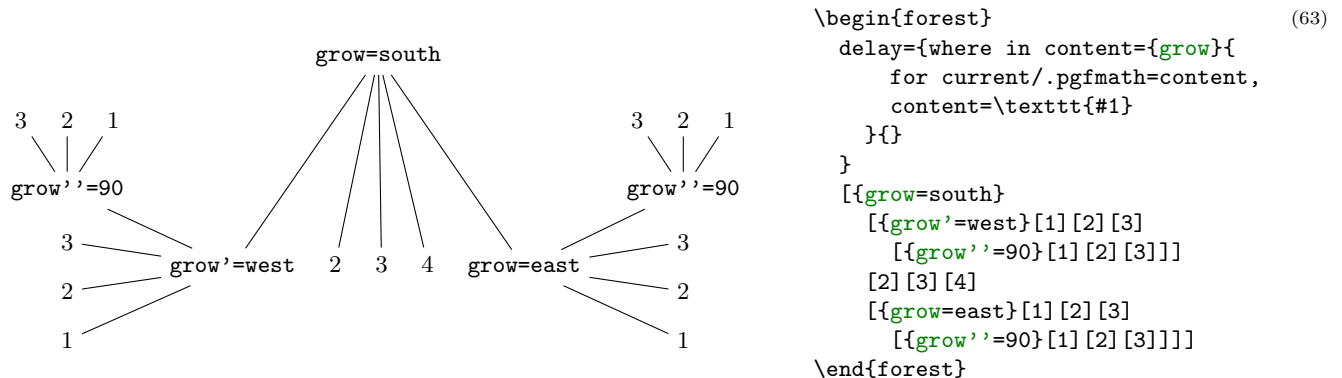 grow=south
3 2 1
3 2 1
grow''=90
grow''=90
3
3
grow'=west 2 3 4 grow=east
2
2
1
1
\begin{forest}
(63)
delay={where in content={grow}{
for current/.pgfmath=content,
content=\texttt{#1}
}{}
}
[{grow=south}
[{grow'=west}[1][2][3]
[{grow''=90}[1][2][3]]]
[2][3][4]
[{grow=east}[1][2][3]
[{grow''=90}[1][2][3]]]]
\end{forest}